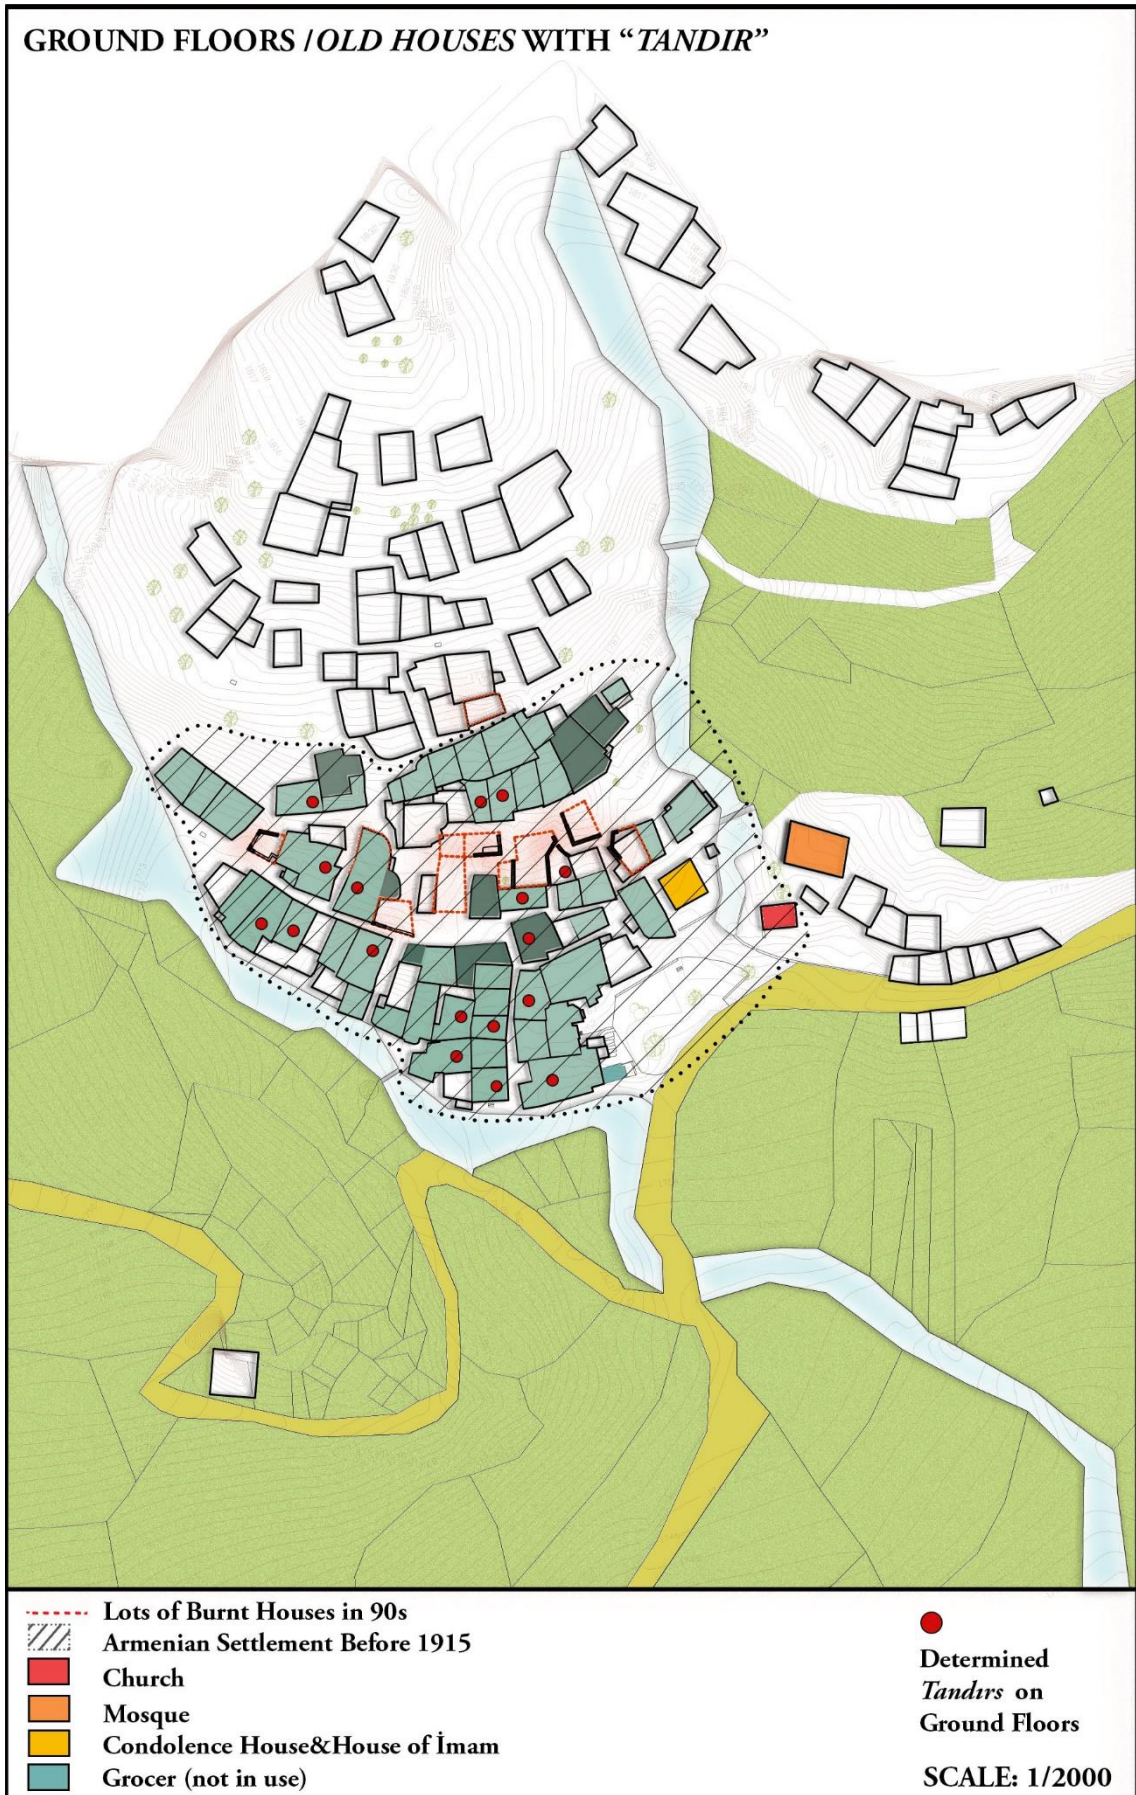 GROUND FLOORS / OLD HOUSES WITH “TANDIR”
Lots of Burnt Houses in 90s
Armenian Settlement Before 1915
Church
Mosque
Condolence House&House of İmam
Grocer (not in use)
Determined
Tandırs on
Ground Floors
SCALE: 1/2000